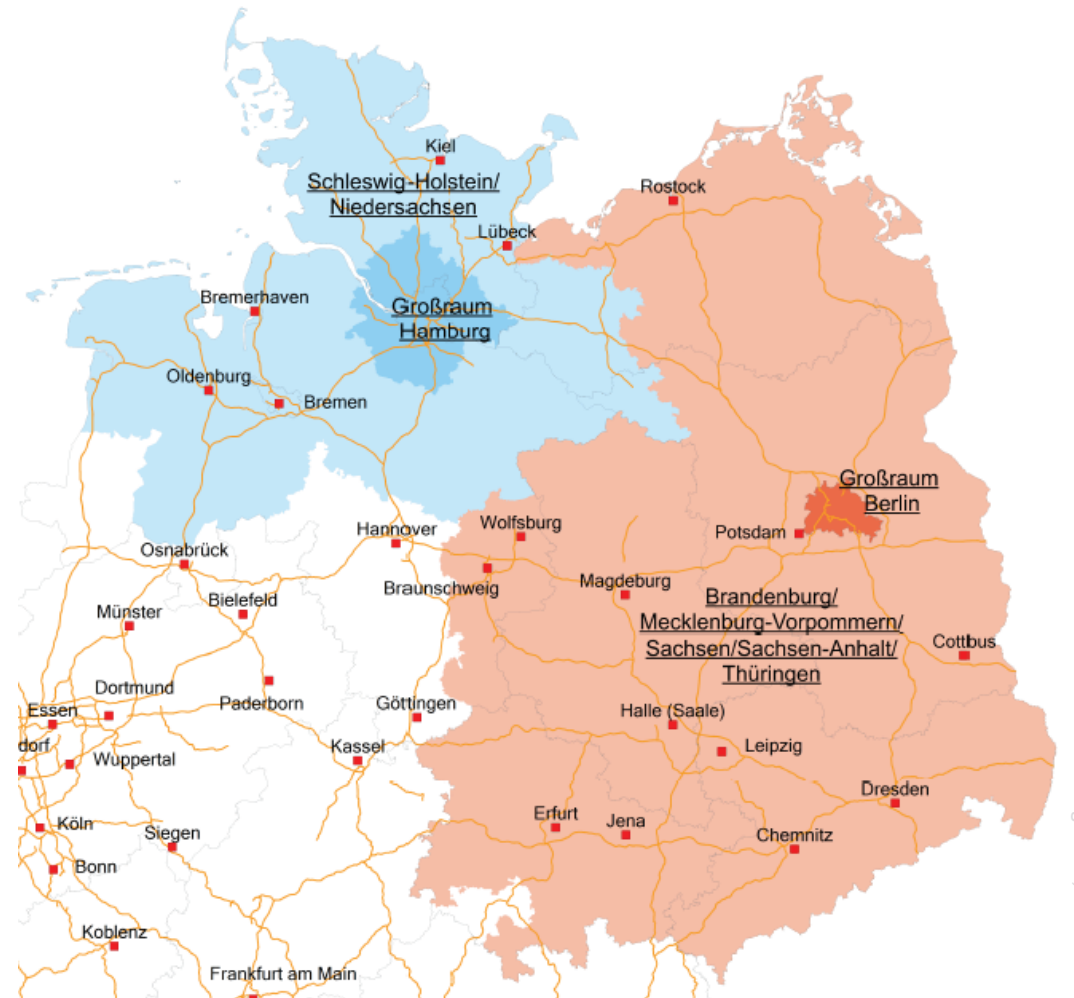 Kiel
Schleswig-Holstein/
Niedersachsen
Rostock
Lübeck
Bremerhaven
Großraum
Hamburg
Oldenburg
Bremen
Großraum
Berlin
Hannover
Wolfsburg
Potsdam
Osnabrück
Braunschweig
Magdeburg
Brandenburg/
Mecklenburg-Vorpommern/
Sachsen/Sachsen-Anhalt/
Thüringen
Bielefeld
Münster
Cottbus
Dortmund
Paderborn
Göttingen
Essen
Halle (Saale)
dorf
Wuppertal
Kassel
Leipzig
Dresden
Köln
Siegen
Erfurt
Jena
Chemnitz
Bonn
Koblenz
Frankfurt am Main